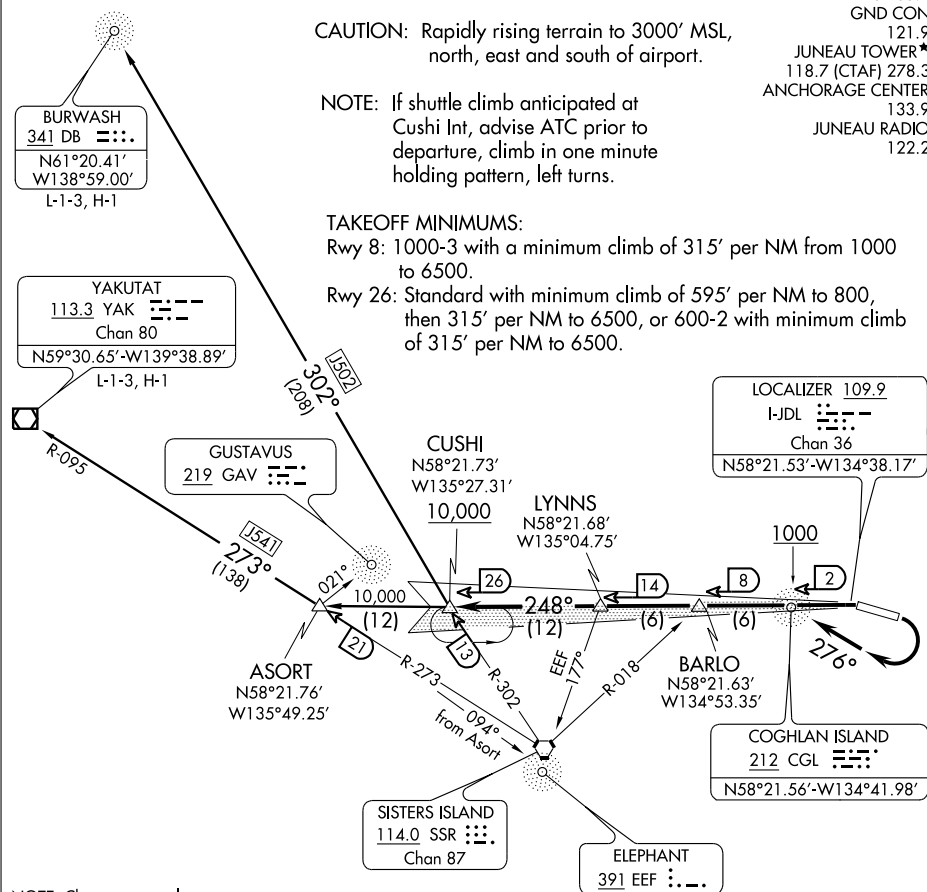 GND CON
121.9
JUNEAU TOWER★
118.7 (CTAF) 278.3
ANCHORAGE CENTER
133.9
JUNEAU RADIO
122.2
CAUTION: Rapidly rising terrain to 3000' MSL,
north, east and south of airport.
NOTE: If shuttle climb anticipated at
Cushi Int, advise ATC prior to
departure, climb in one minute
holding pattern, left turns.
TAKEOFF MINIMUMS:
Rwy 8: 1000-3 with a minimum climb of 315' per NM from 1000
to 6500.
Rwy 26: Standard with minimum climb of 595' per NM to 800,
then 315' per NM to 6500, or 600-2 with minimum climb
of 315' per NM to 6500.
BURWASH
341 DB
N61°20.41'
W138°59.00'
L-1-3, H-1
YAKUTAT
113.3 YAK
Chan 80
N59°30.65'-W139°38.89'
L-1-3, H-1
R-095
J502
302°
(208)
GUSTAVUS
219 GAV
CUSHI
N58°21.73'
W135°27.31'
10,000
LYNNS
N58°21.68'
W135°04.75'
LOCALIZER 109.9
I-JDL
Chan 36
N58°21.53'-W134°38.17'
1000
J541
273°
(138)
021°
10,000
(12)
26
248°
(12)
14
(6)
8
(6)
2
276°
21
13
ASORT
N58°21.76'
W135°49.25'
R-273
094°
from Asort
R-302
EEF
177°
R-018
BARLO
N58°21.63'
W134°53.35'
COGHLAN ISLAND
212 CGL
N58°21.56'-W134°41.98'
SISTERS ISLAND
114.0 SSR
Chan 87
ELEPHANT
391 EEF